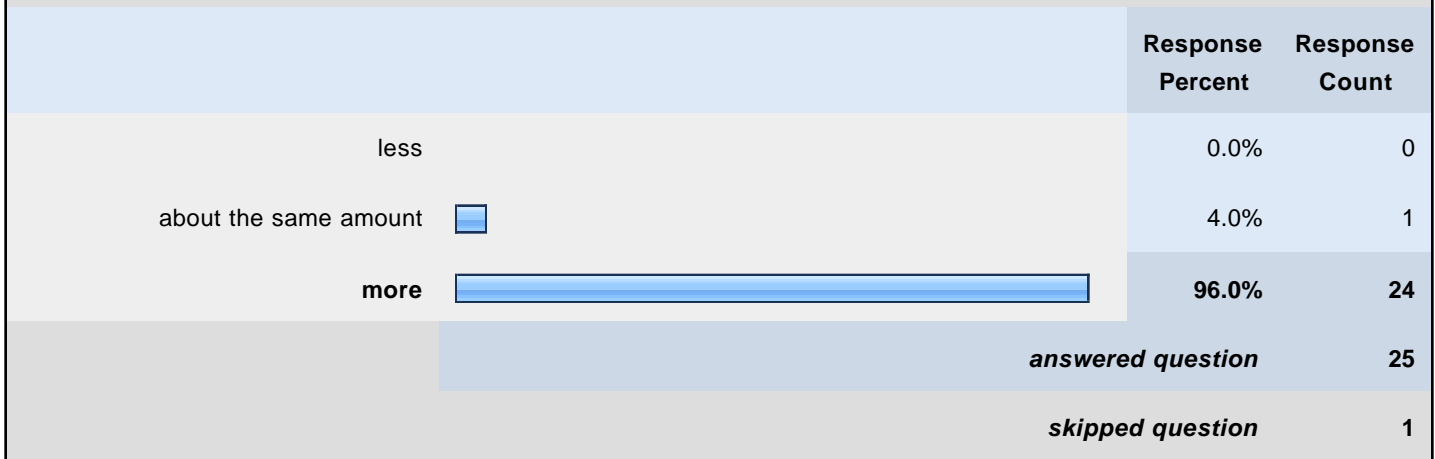 Response Response
Percent Count
less 0.0% 0
about the same amount 4.0% 1
more 96.0% 24
answered question 25
skipped question 1